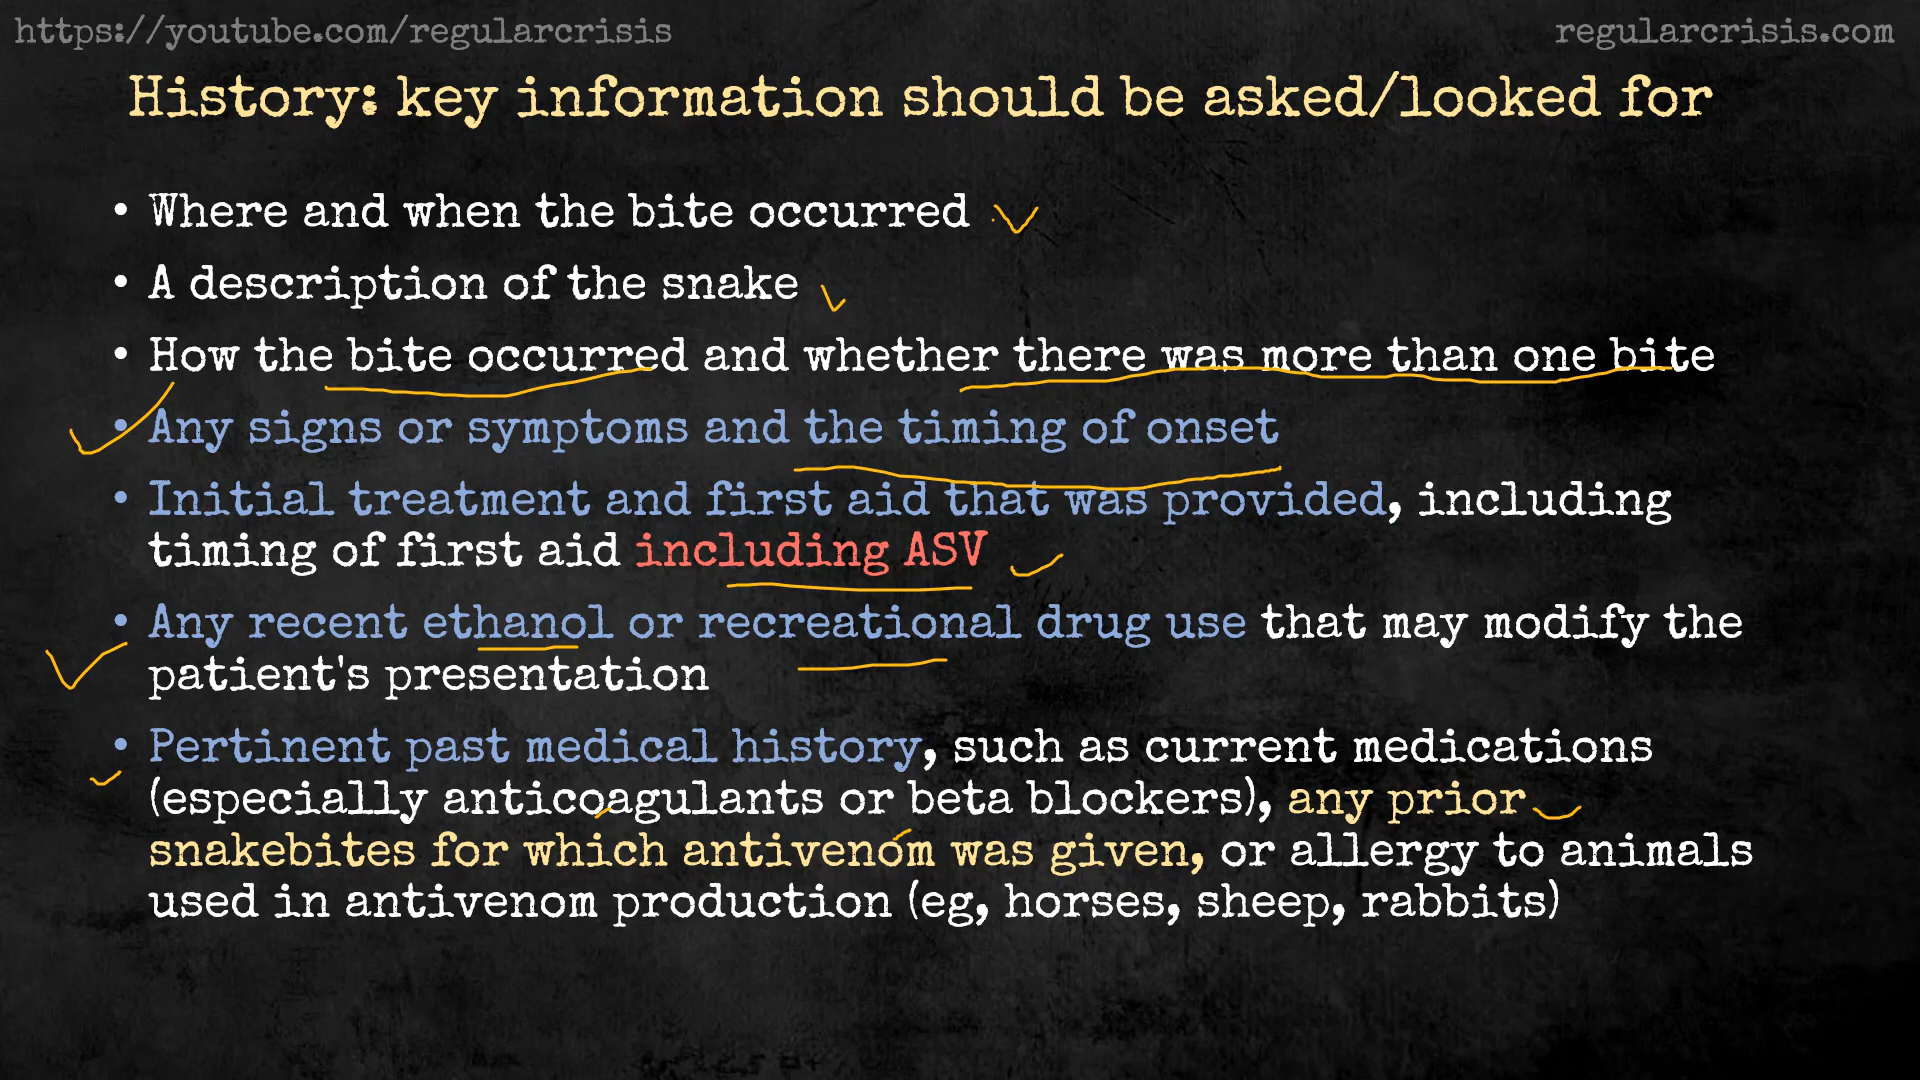 https://youtube.com/regularcrisis
regularcrisis.com
History: key information should be asked/looked for
• Where and when the bite occurred
• A description of the snake
• How the bite occurred and whether there was more than one bite
• Any signs or symptoms and the timing of onset
• Initial treatment and first aid that was provided, including
timing of first aid including ASV
• Any recent ethanol or recreational drug use that may modify the
patient's presentation
• Pertinent past medical history, such as current medications
(especially anticoagulants or beta blockers), any prior
snakebites for which antivenom was given, or allergy to animals
used in antivenom production (eg, horses, sheep, rabbits)